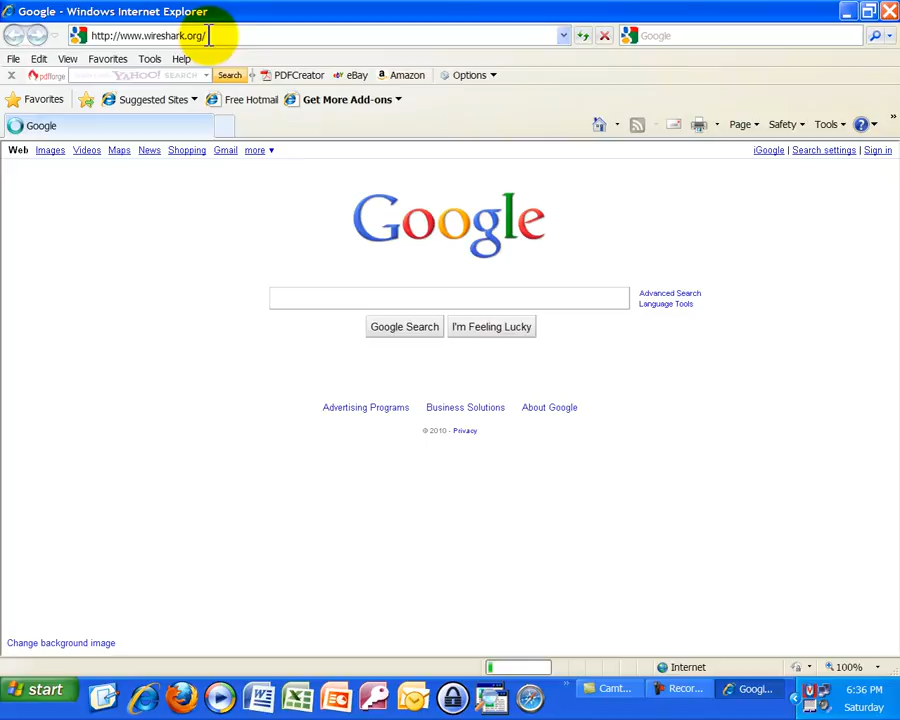 Google - Windows Internet Explorer
http://www.wireshark.org/
Google
File Edit View Favorites Tools Help
pdfforge YAHOO! SEARCH Search PDFCreator eBay Amazon Options
Favorites Suggested Sites Free Hotmail Get More Add-ons
Google Page Safety Tools
Web Images Videos Maps News Shopping Gmail more iGoogle | Search settings | Sign in
Google
Advanced Search
Language Tools
Google Search I'm Feeling Lucky
Advertising Programs Business Solutions About Google
© 2010 - Privacy
Change background image
Internet 100%
start Camt... Recor... Googl... 6:36 PM
Saturday